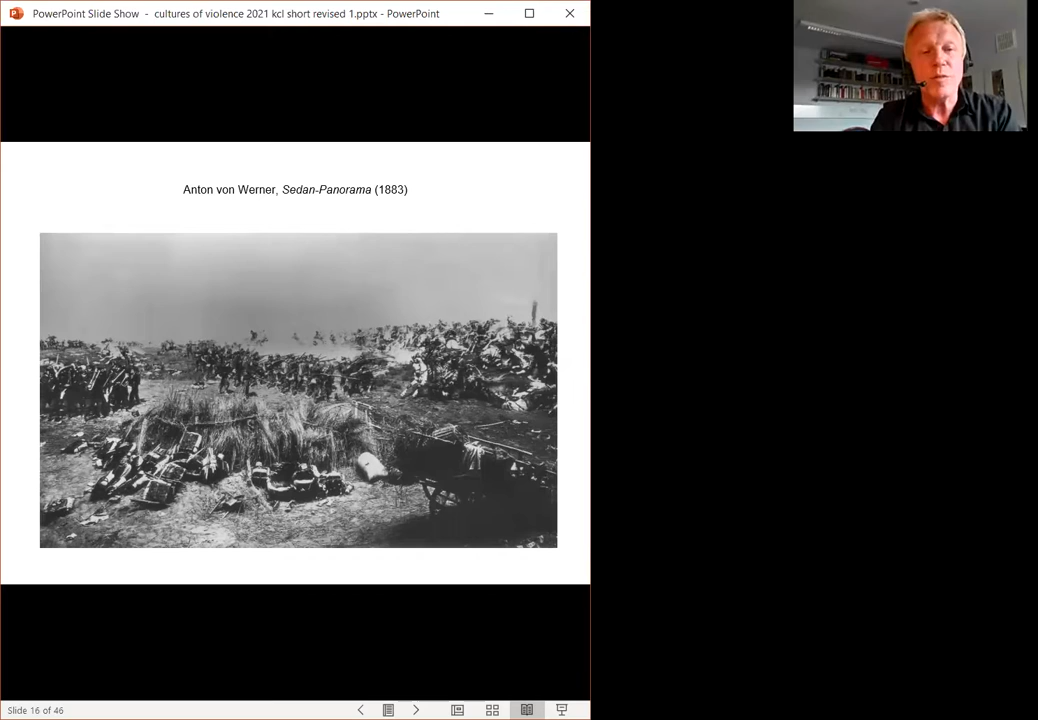 PowerPoint Slide Show - cultures of violence 2021 kcl short revised 1.pptx - PowerPoint
Anton von Werner, Sedan-Panorama (1883)
Slide 16 of 46